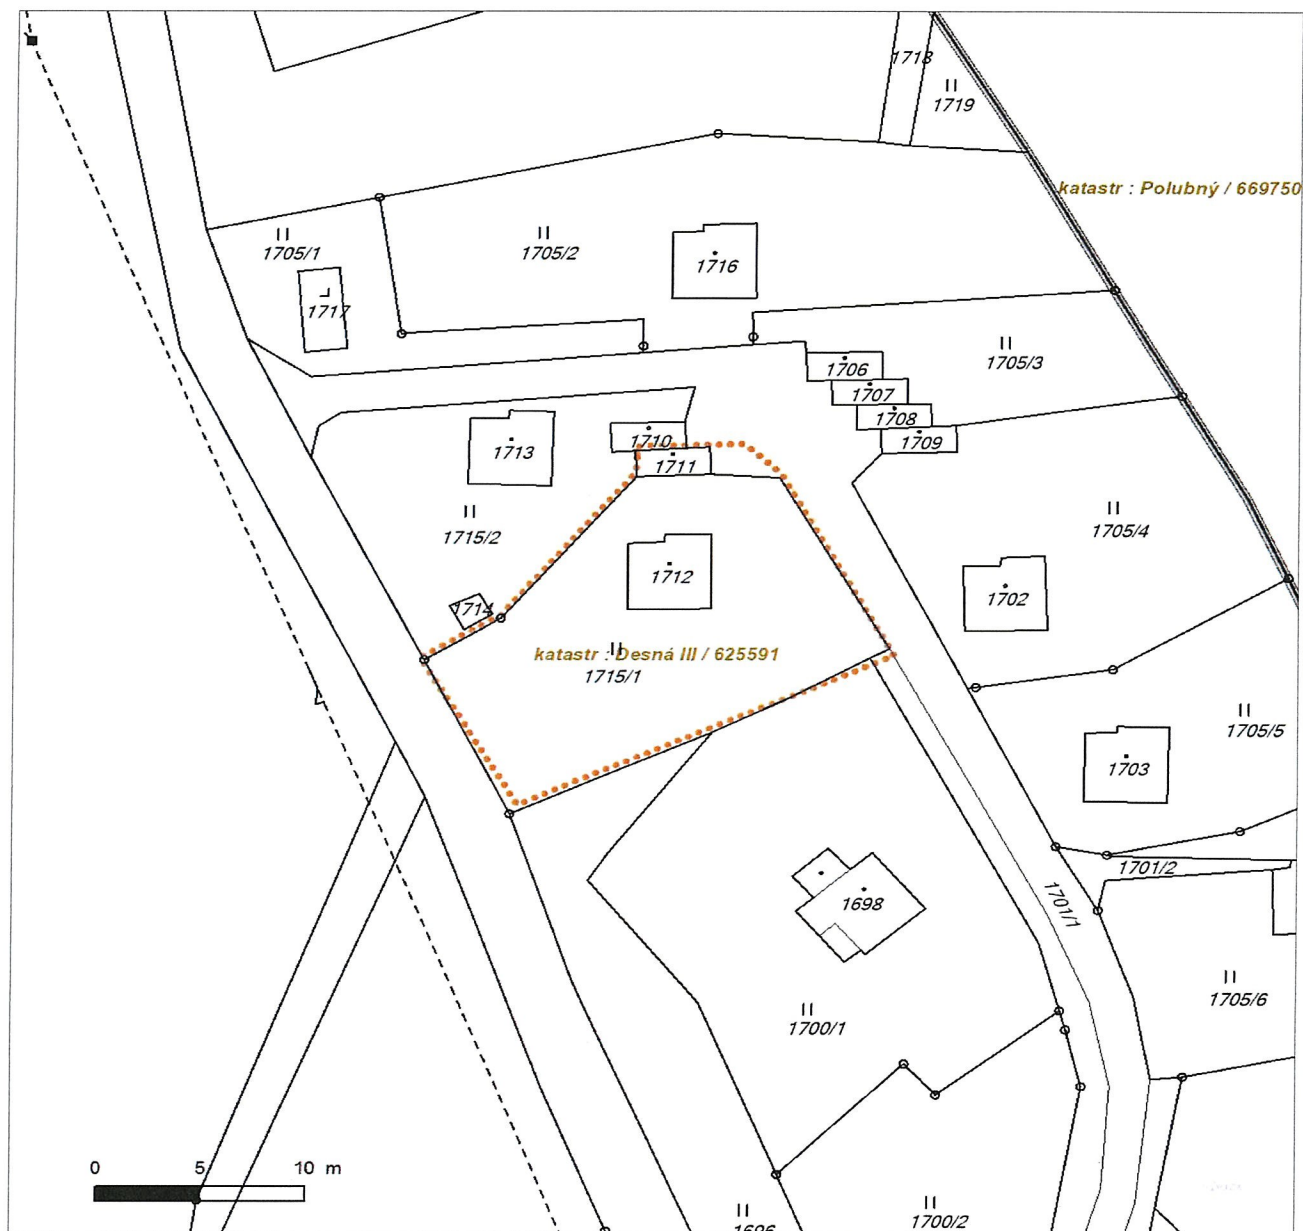 1718
II
1719
katastr : Polubný / 669750
II
1705/1
II
1705/2
1716
1717
II
1705/3
1706
1707
1708
1709
1710
1711
1713
II
1715/2
II
1705/4
1712
1702
1714
katastr : Desná III / 625591
II
1715/1
II
1705/5
1703
1701/2
1701/1
1698
II
1705/6
II
1700/1
0 5 10 m
II
1700/2
II
1696